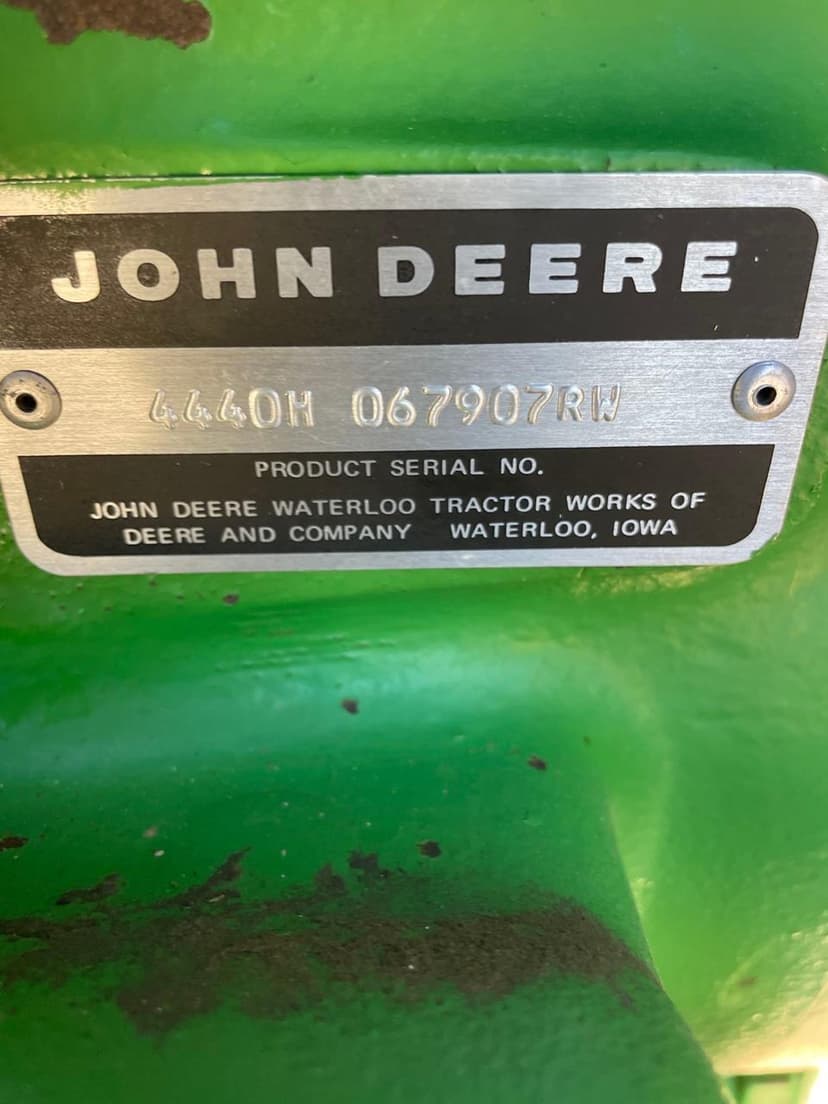 JOHN DEERE
4440H 067907RW
PRODUCT SERIAL NO.
JOHN DEERE WATERLOO TRACTOR WORKS OF
DEERE AND COMPANY WATERLOO, IOWA